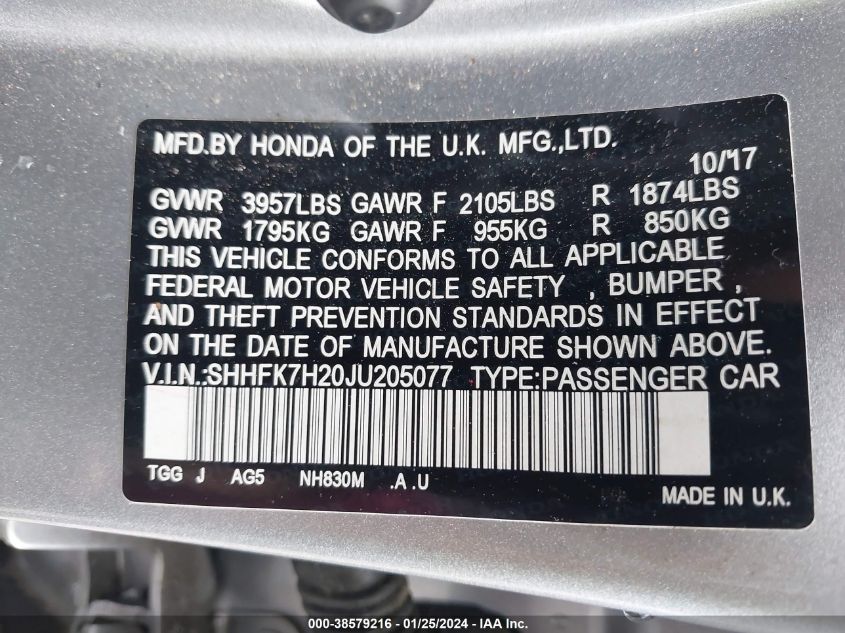 MFD.BY HONDA OF THE U.K. MFG.,LTD.
10/'17
GVWR 3957LBS GAWR F 2105LBS R 1874LBS
GVWR 1795KG GAWR F 955KG R 850KG
THIS VEHICLE CONFORMS TO ALL APPLICABLE
FEDERAL MOTOR VEHICLE SAFETY , BUMPER ,
AND THEFT PREVENTION STANDARDS IN EFFECT
ON THE DATE OF MANUFACTURE SHOWN ABOVE.
V.I.N.:SHHFK7H20JU205077 TYPE:PASSENGER CAR
TGG J AG5 NH830M .A .U
MADE IN U.K.
000-38579216 - 01/25/2024 - IAA Inc.